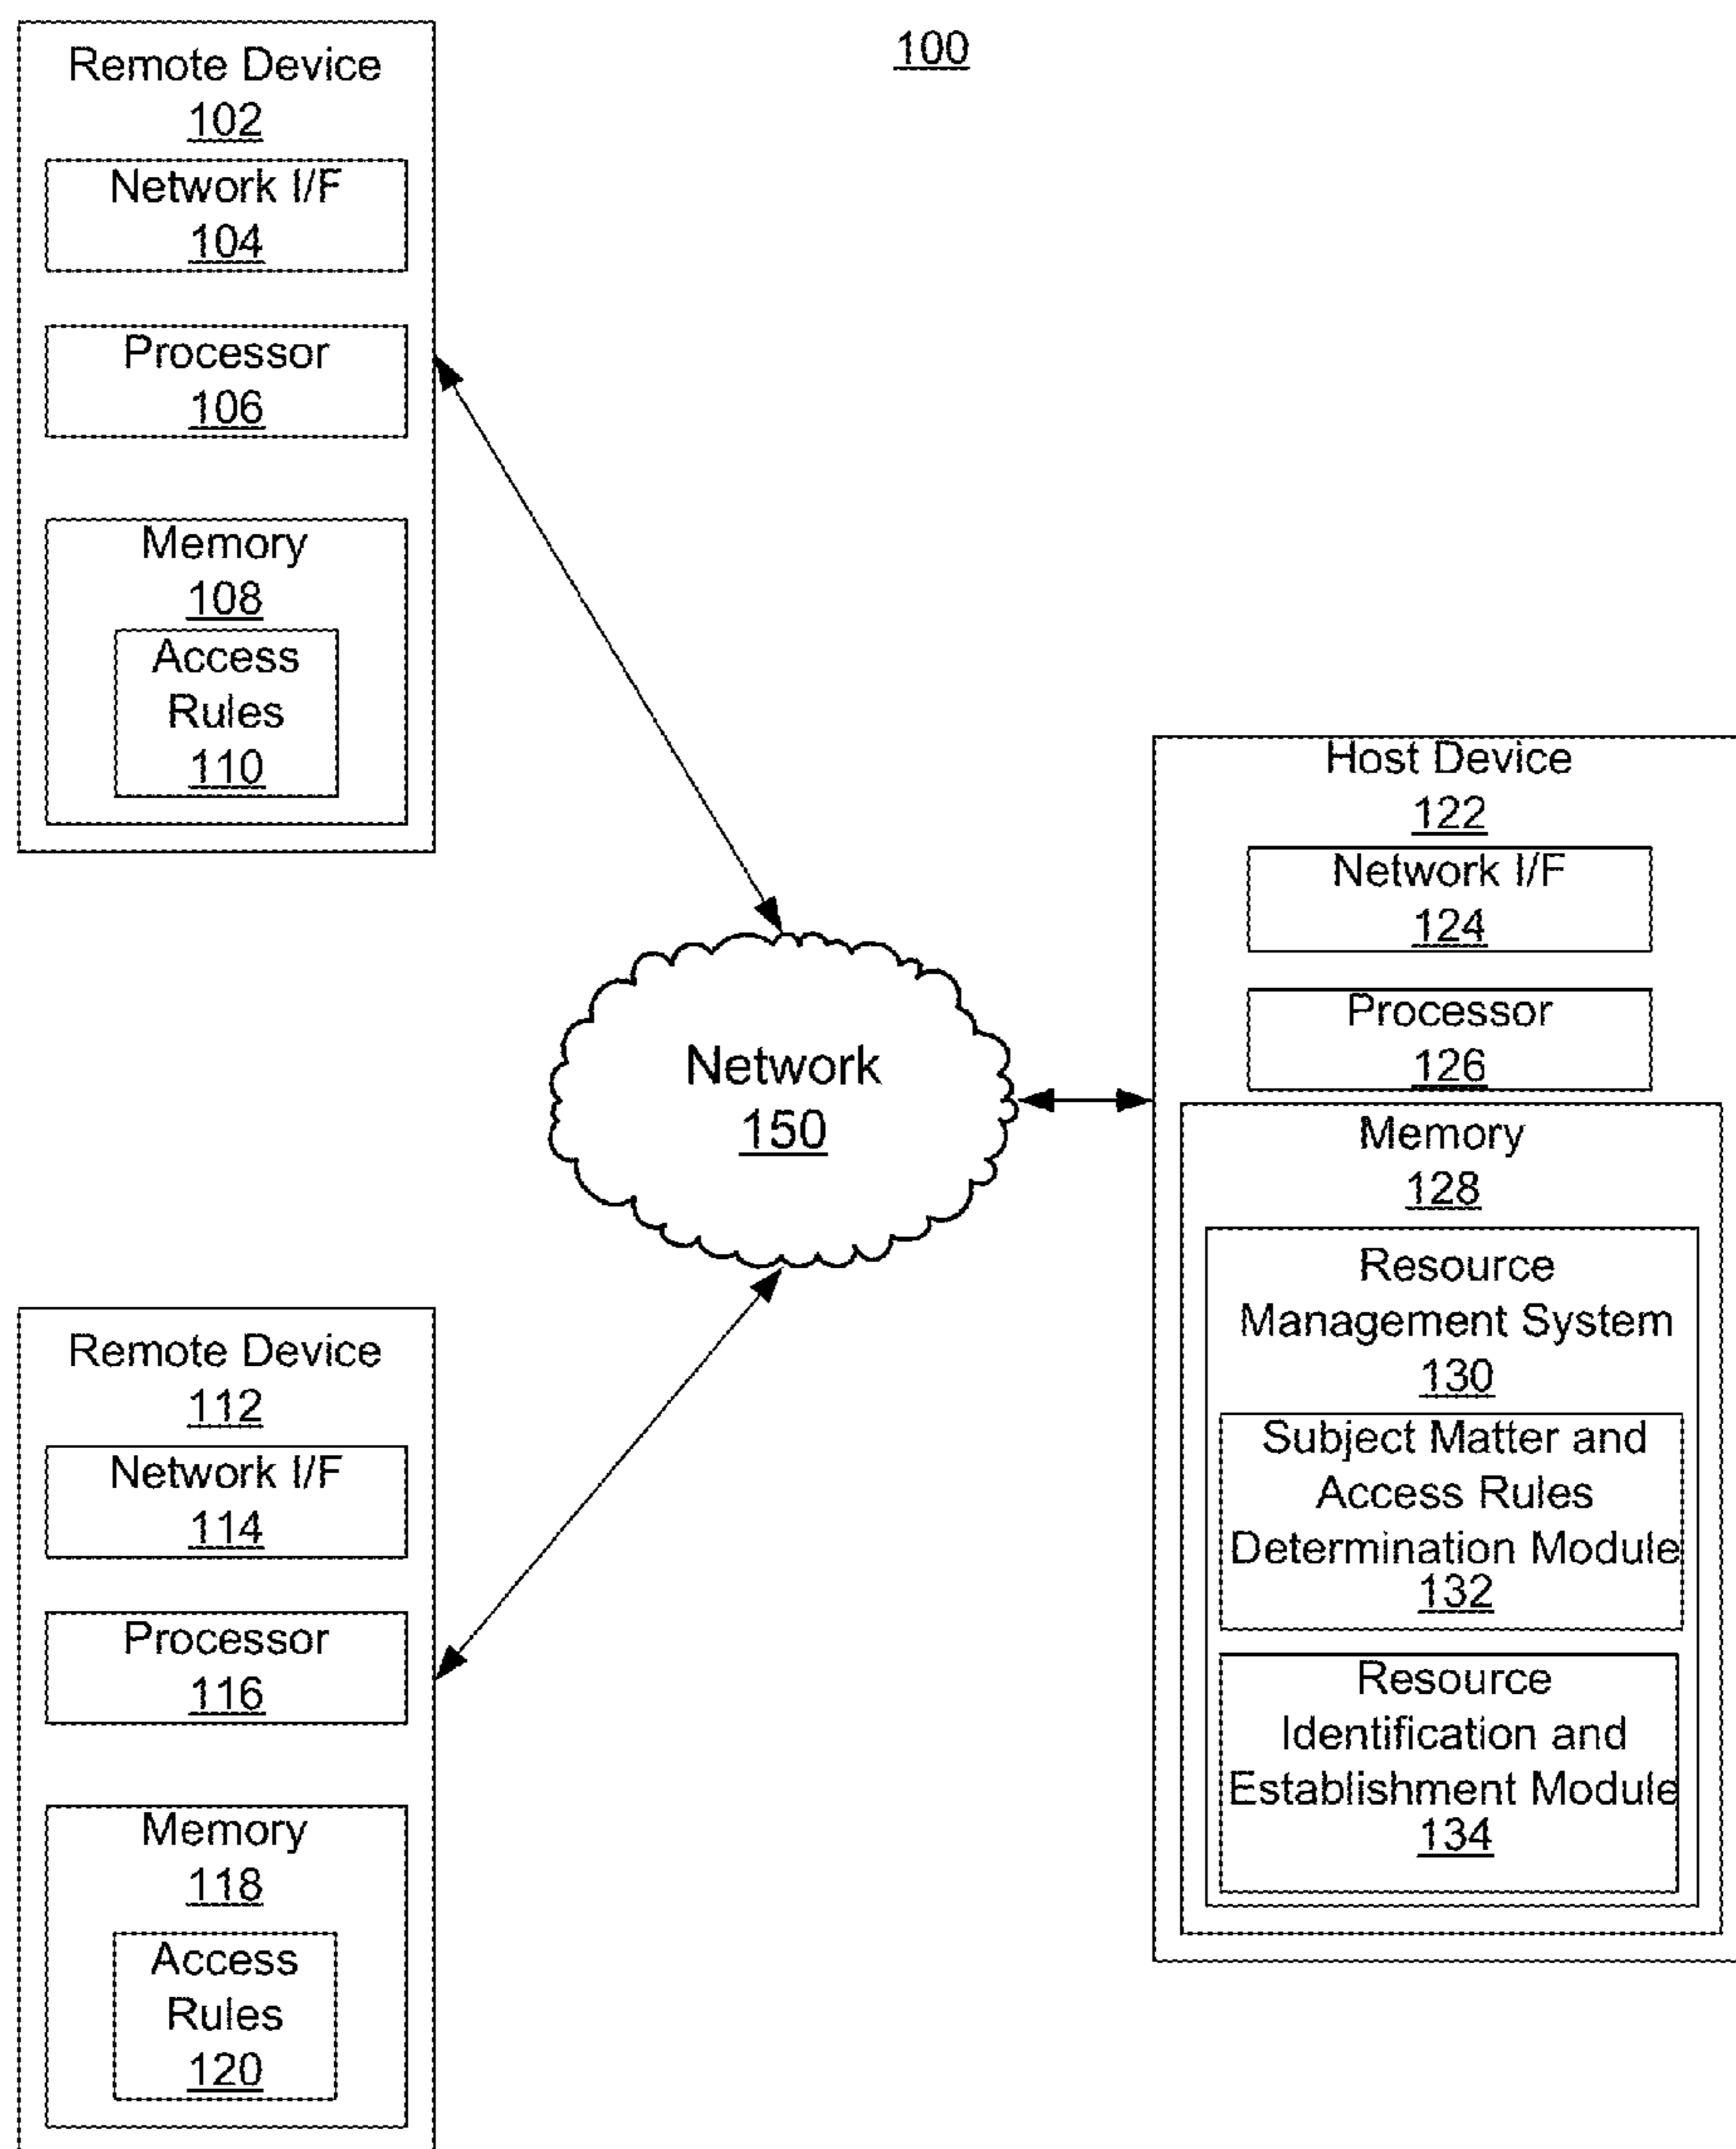 100
Remote Device
102
Network I/F
104
Processor
106
Memory
108
Access
Rules
110
Network
150
Remote Device
112
Network I/F
114
Processor
116
Memory
118
Access
Rules
120
Host Device
122
Network I/F
124
Processor
126
Memory
128
Resource
Management System
130
Subject Matter and
Access Rules
Determination Module
132
Resource
Identification and
Establishment Module
134